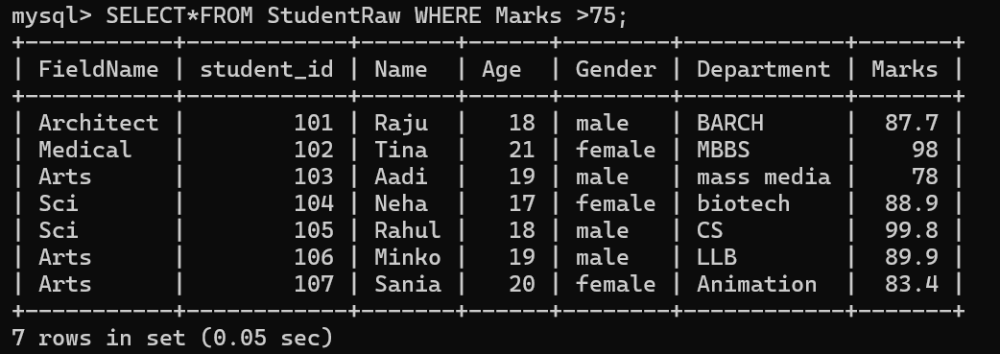 mysql> SELECT*FROM StudentRaw WHERE Marks >75;
+-----------+------------+-------+------+--------+------------+-------+
| FieldName | student_id | Name  | Age  | Gender | Department | Marks |
+-----------+------------+-------+------+--------+------------+-------+
| Architect |        101 | Raju  |   18 | male   | BARCH      |  87.7 |
| Medical   |        102 | Tina  |   21 | female | MBBS       |    98 |
| Arts      |        103 | Aadi  |   19 | male   | mass media |    78 |
| Sci       |        104 | Neha  |   17 | female | biotech    |  88.9 |
| Sci       |        105 | Rahul |   18 | male   | CS         |  99.8 |
| Arts      |        106 | Minko |   19 | male   | LLB        |  89.9 |
| Arts      |        107 | Sania |   20 | female | Animation  |  83.4 |
+-----------+------------+-------+------+--------+------------+-------+
7 rows in set (0.05 sec)